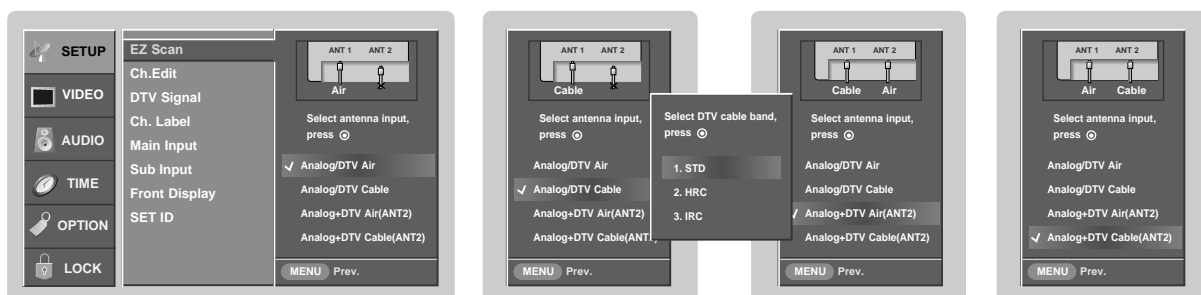 SETUP
VIDEO
AUDIO
TIME
OPTION
LOCK
EZ Scan
Ch.Edit
DTV Signal
Ch. Label
Main Input
Sub Input
Front Display
SET ID
ANT 1 ANT 2
Air
Select antenna input,
press
Analog/DTV Air
Analog/DTV Cable
Analog+DTV Air(ANT2)
Analog+DTV Cable(ANT2)
MENU Prev.
ANT 1 ANT 2
Cable
Select antenna input,
press
Analog/DTV Air
Analog/DTV Cable
Analog+DTV Air(ANT2)
Analog+DTV Cable(ANT2)
MENU Prev.
Select DTV cable band,
press
1. STD
2. HRC
3. IRC
ANT 1 ANT 2
Cable Air
Select antenna input,
press
Analog/DTV Air
Analog/DTV Cable
Analog+DTV Air(ANT2)
Analog+DTV Cable(ANT2)
MENU Prev.
ANT 1 ANT 2
Air Cable
Select antenna input,
press
Analog/DTV Air
Analog/DTV Cable
Analog+DTV Air(ANT2)
Analog+DTV Cable(ANT2)
MENU Prev.